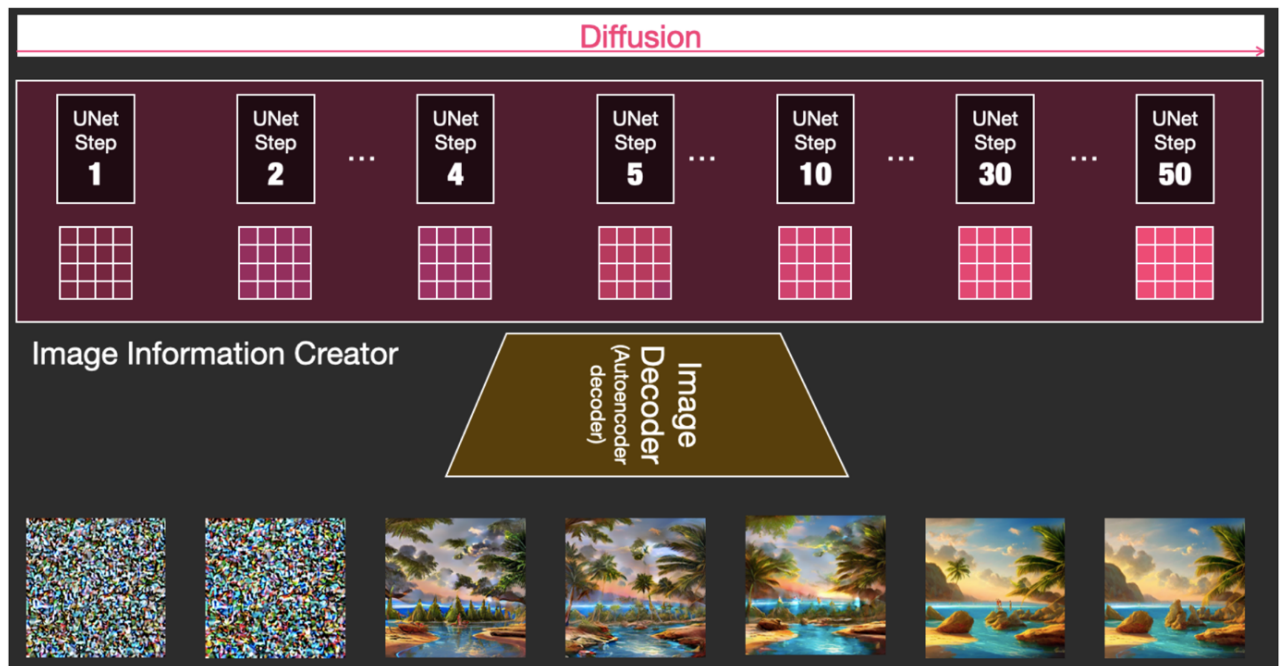 Diffusion
UNet
Step
1
UNet
Step
2
...
UNet
Step
4
UNet
Step
5
...
UNet
Step
10
...
UNet
Step
30
...
UNet
Step
50
Image Information Creator
Image
Decoder
(Autoencoder
decoder)